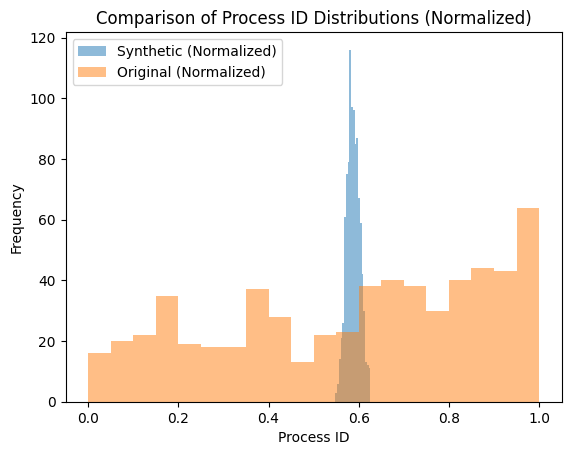 Comparison of Process ID Distributions (Normalized)
Synthetic (Normalized)
Original (Normalized)
Frequency
120
100
80
60
40
20
0
0.0 0.2 0.4 0.6 0.8 1.0
Process ID